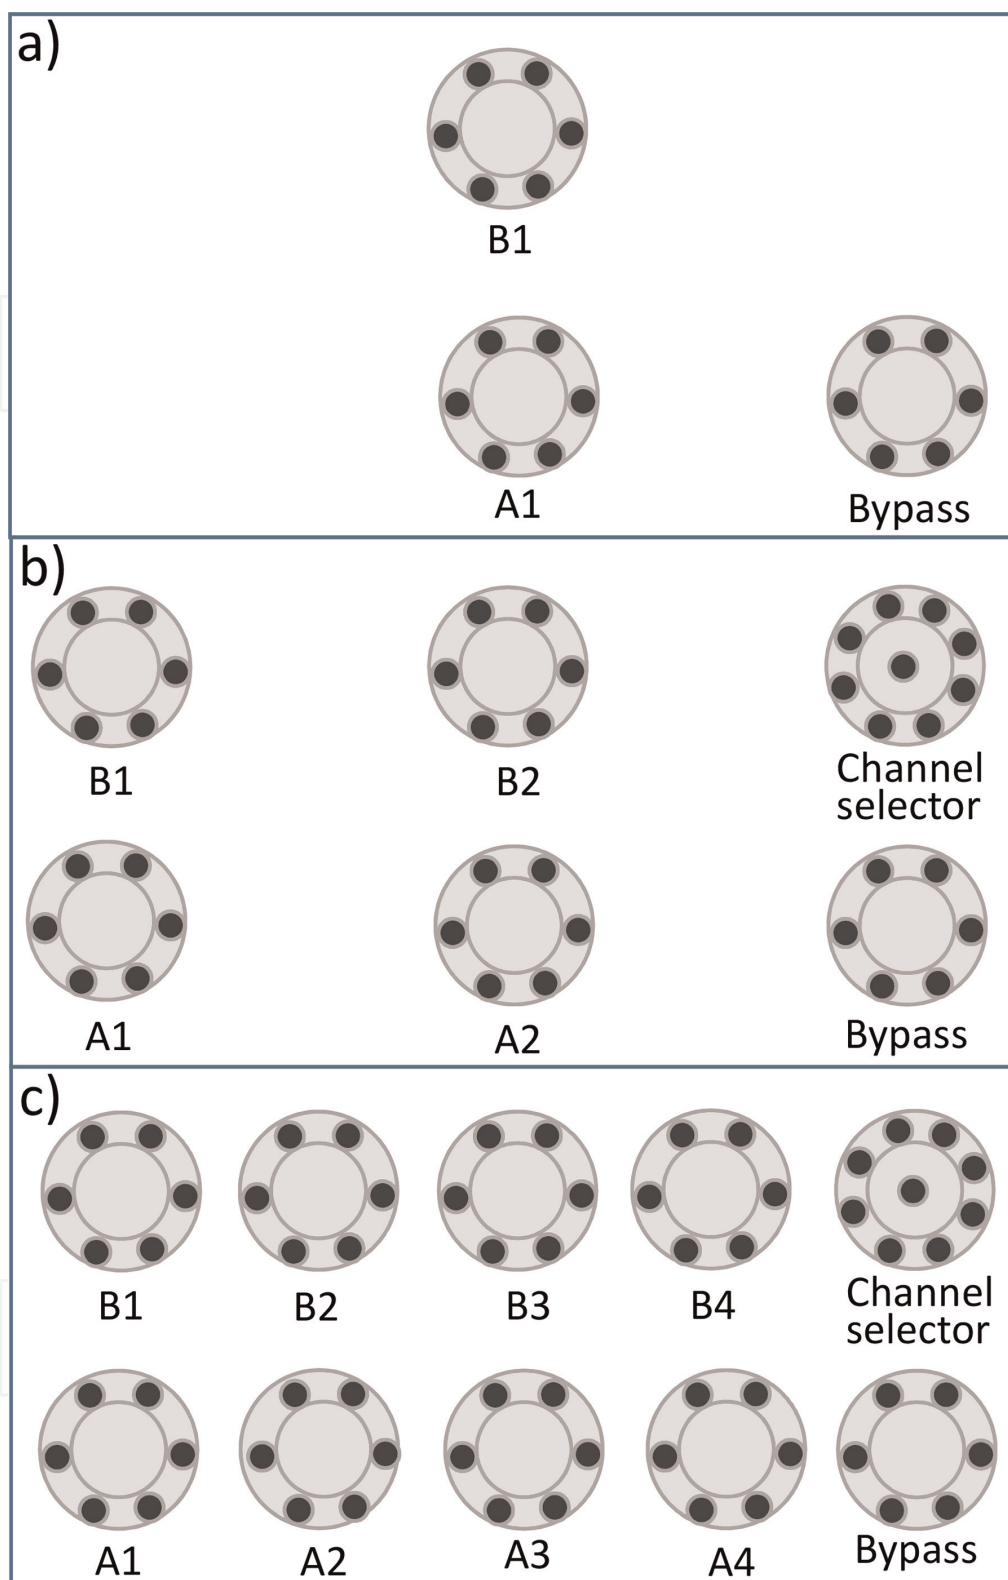 a)
B1
A1
Bypass
b)
B1
B2
Channel
selector
A1
A2
Bypass
c)
B1
B2
B3
B4
Channel
selector
A1
A2
A3
A4
Bypass